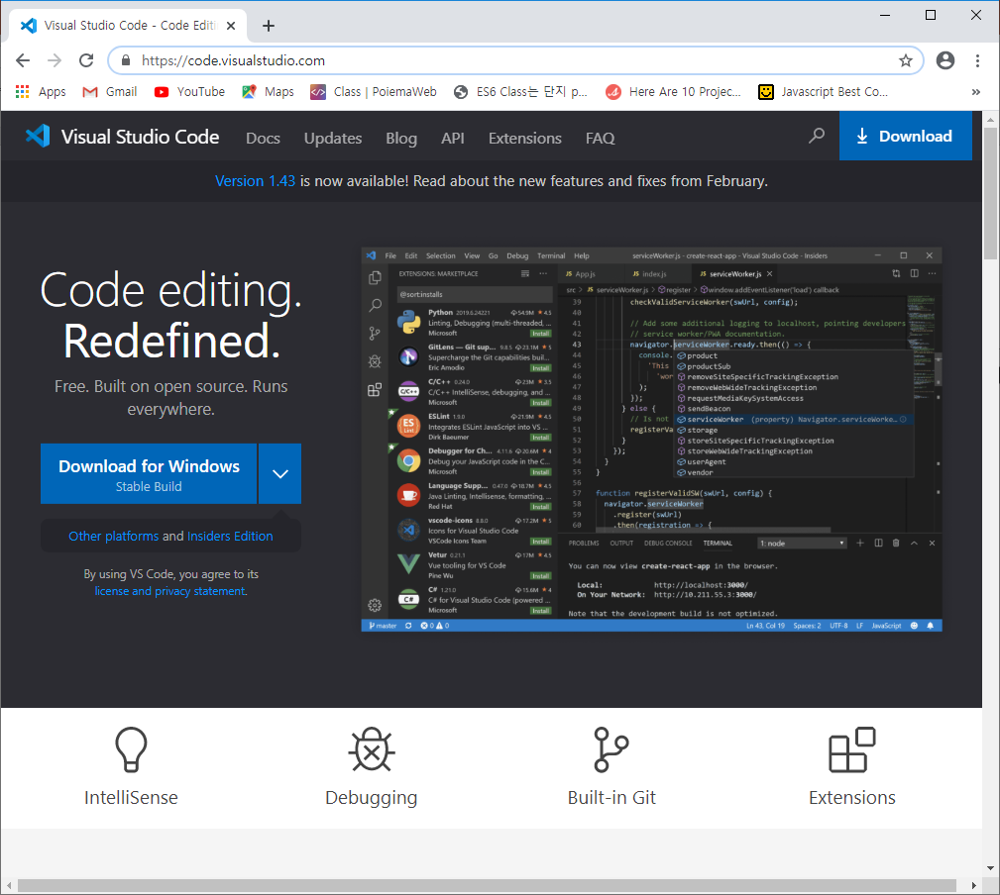 Visual Studio Code - Code Editi
https://code.visualstudio.com
Apps Gmail YouTube Maps Class | PoiemaWeb ES6 Class는 단지 p... Here Are 10 Projec... Javascript Best Co... »
Visual Studio Code Docs Updates Blog API Extensions FAQ Download
Version 1.43 is now available! Read about the new features and fixes from February.
Code editing.
Redefined.
Free. Built on open source. Runs
everywhere.
Download for Windows
Stable Build
Other platforms and Insiders Edition
By using VS Code, you agree to its
license and privacy statement.
File Edit Selection View Go Debug Terminal Help serviceWorker.js - create-react-app - Visual Studio Code - Insiders
EXTENSIONS: MARKETPLACE
@sort:installs
Python 2019.6.24221 54.9M ★ 4.5
Linting, Debugging (multi-threaded, ...
Microsoft Install
GitLens — Git sup... 9.8.5 23.1M ★ 5
Supercharge the Git capabilities buil...
Eric Amodio Install
C/C++ 0.24.0 23M ★ 3.5
C/C++ IntelliSense, debugging, and ...
Microsoft Install
ESLint 1.9.0 21.9M ★ 4.5
Integrates ESLint JavaScript into VS ...
Dirk Baeumer Install
Debugger for Ch... 4.11.6 20.6M ★ 4
Debug your JavaScript code in the C...
Microsoft Install
Language Supp... 0.47.0 18.7M ★ 4.5
Java Linting, Intellisense, formatting, ...
Red Hat Install
vscode-icons 8.8.0 17.2M ★ 5
Icons for Visual Studio Code
VSCode Icons Team Install
Vetur 0.21.1 17M ★ 4.5
Vue tooling for VS Code
Pine Wu Install
C# 1.21.0 15.6M ★ 4
C# for Visual Studio Code (powered ...
Microsoft Install
JS App.js JS index.js JS serviceWorker.js
src > JS serviceWorker.js > register > window.addEventListener('load') callback
39 checkValidServiceWorker(swUrl, config);
40
41 // Add some additional logging to localhost, pointing developers
42 // service worker/PWA documentation.
43 navigator.serviceWorker.ready.then(() => {
44 console.
45 'This
46 'wor
47 );
48 });
49 } else {
50 // Is not
51 registerVa
52 }
53 });
54 }
55 }
56
57 function registerValidSW(swUrl, config) {
58 navigator.serviceWorker
59 .register(swUrl)
60 .then(registration => {
product
productSub
removeSiteSpecificTrackingException
removeWebWideTrackingException
requestMediaKeySystemAccess
sendBeacon
serviceWorker (property) Navigator.serviceWorke...
storage
storeSiteSpecificTrackingException
storeWebWideTrackingException
userAgent
vendor
PROBLEMS OUTPUT DEBUG CONSOLE TERMINAL 1: node
You can now view create-react-app in the browser.
Local: http://localhost:3000/
On Your Network: http://10.211.55.3:3000/
Note that the development build is not optimized.
master 0 0 Ln 43, Col 19 Spaces: 2 UTF-8 LF JavaScript
IntelliSense Debugging Built-in Git Extensions